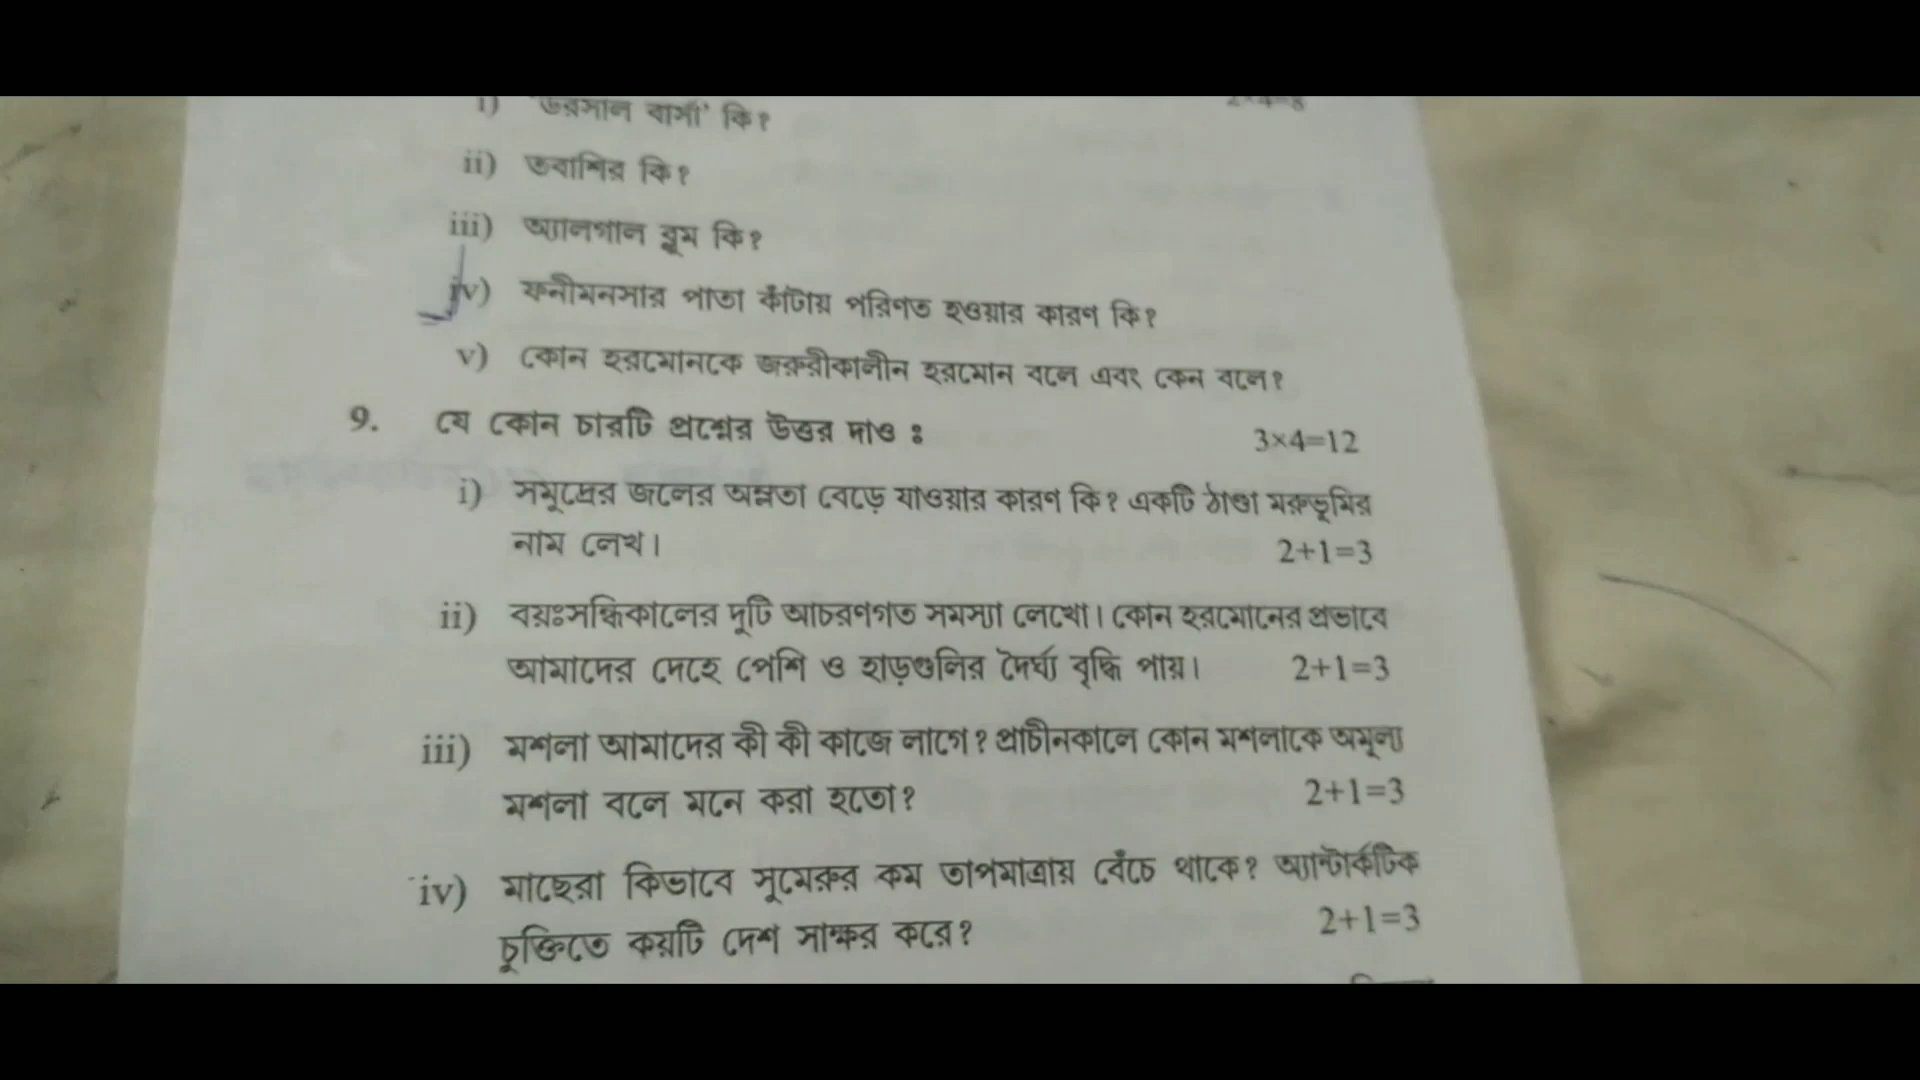 i) কি?
ii) তবাশির কি?
iii) অ্যালগাল ব্লুম কি?
iv) ফনীমনসার পাতা কাঁটায় পরিণত হওয়ার কারণ কি?
v) কোন হরমোনকে জরুরীকালীন হরমোন বলে এবং কেন বলে?
9. যে কোন চারটি প্রশ্নের উত্তর দাও : 3×4=12
i) সমুদ্রের জলের অম্লতা বেড়ে যাওয়ার কারণ কি? একটি ঠাণ্ডা মরুভূমির
নাম লেখ। 2+1=3
ii) বয়ঃসন্ধিকালের দুটি আচরণগত সমস্যা লেখো। কোন হরমোনের প্রভাবে
আমাদের দেহে পেশি ও হাড়গুলির দৈর্ঘ্য বৃদ্ধি পায়। 2+1=3
iii) মশলা আমাদের কী কী কাজে লাগে? প্রাচীনকালে কোন মশলাকে অমূল্য
মশলা বলে মনে করা হতো? 2+1=3
iv) মাছেরা কিভাবে সুমেরুর কম তাপমাত্রায় বেঁচে থাকে? অ্যান্টার্কটিক
চুক্তিতে কয়টি দেশ সাক্ষর করে? 2+1=3